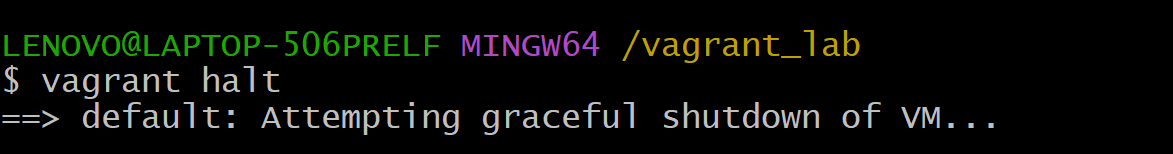 LENOVO@LAPTOP-506PRELF MINGW64 /vagrant_lab
$ vagrant halt
==> default: Attempting graceful shutdown of VM...